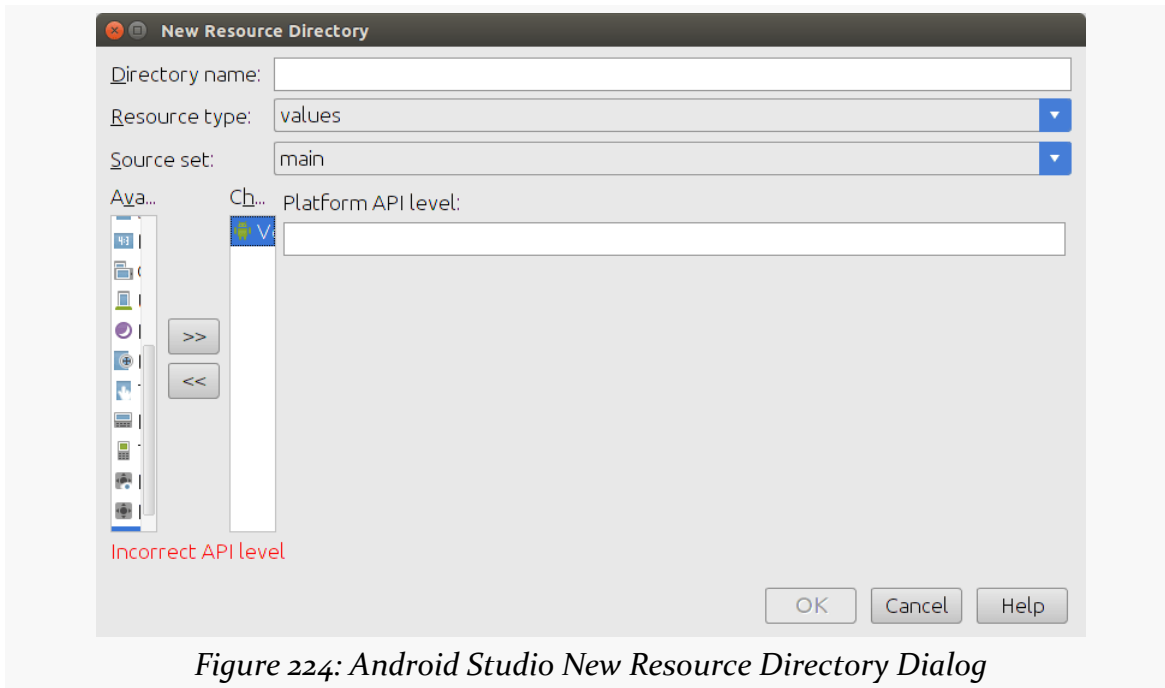 New Resource Directory
Directory name:
Resource type: values
Source set: main
Ava... Ch... Platform API level:
>>
<<
Incorrect API level
OK Cancel Help
Figure 224: Android Studio New Resource Directory Dialog